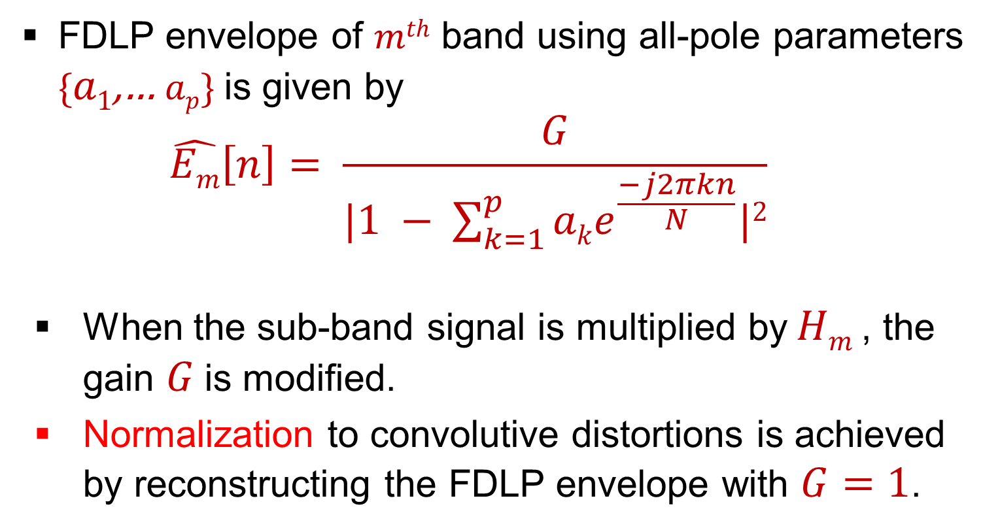 ▪ FDLP envelope of $m^{th}$ band using all-pole parameters
$\{a_1,\ldots a_p\}$ is given by
$\widehat{E_m}[n] = \frac{G}{|1 - \sum_{k=1}^{p} a_k e^{\frac{-j2\pi kn}{N}}|^2}$
▪ When the sub-band signal is multiplied by $H_m$ , the
gain $G$ is modified.
▪ Normalization to convolutive distortions is achieved
by reconstructing the FDLP envelope with $G = 1$.